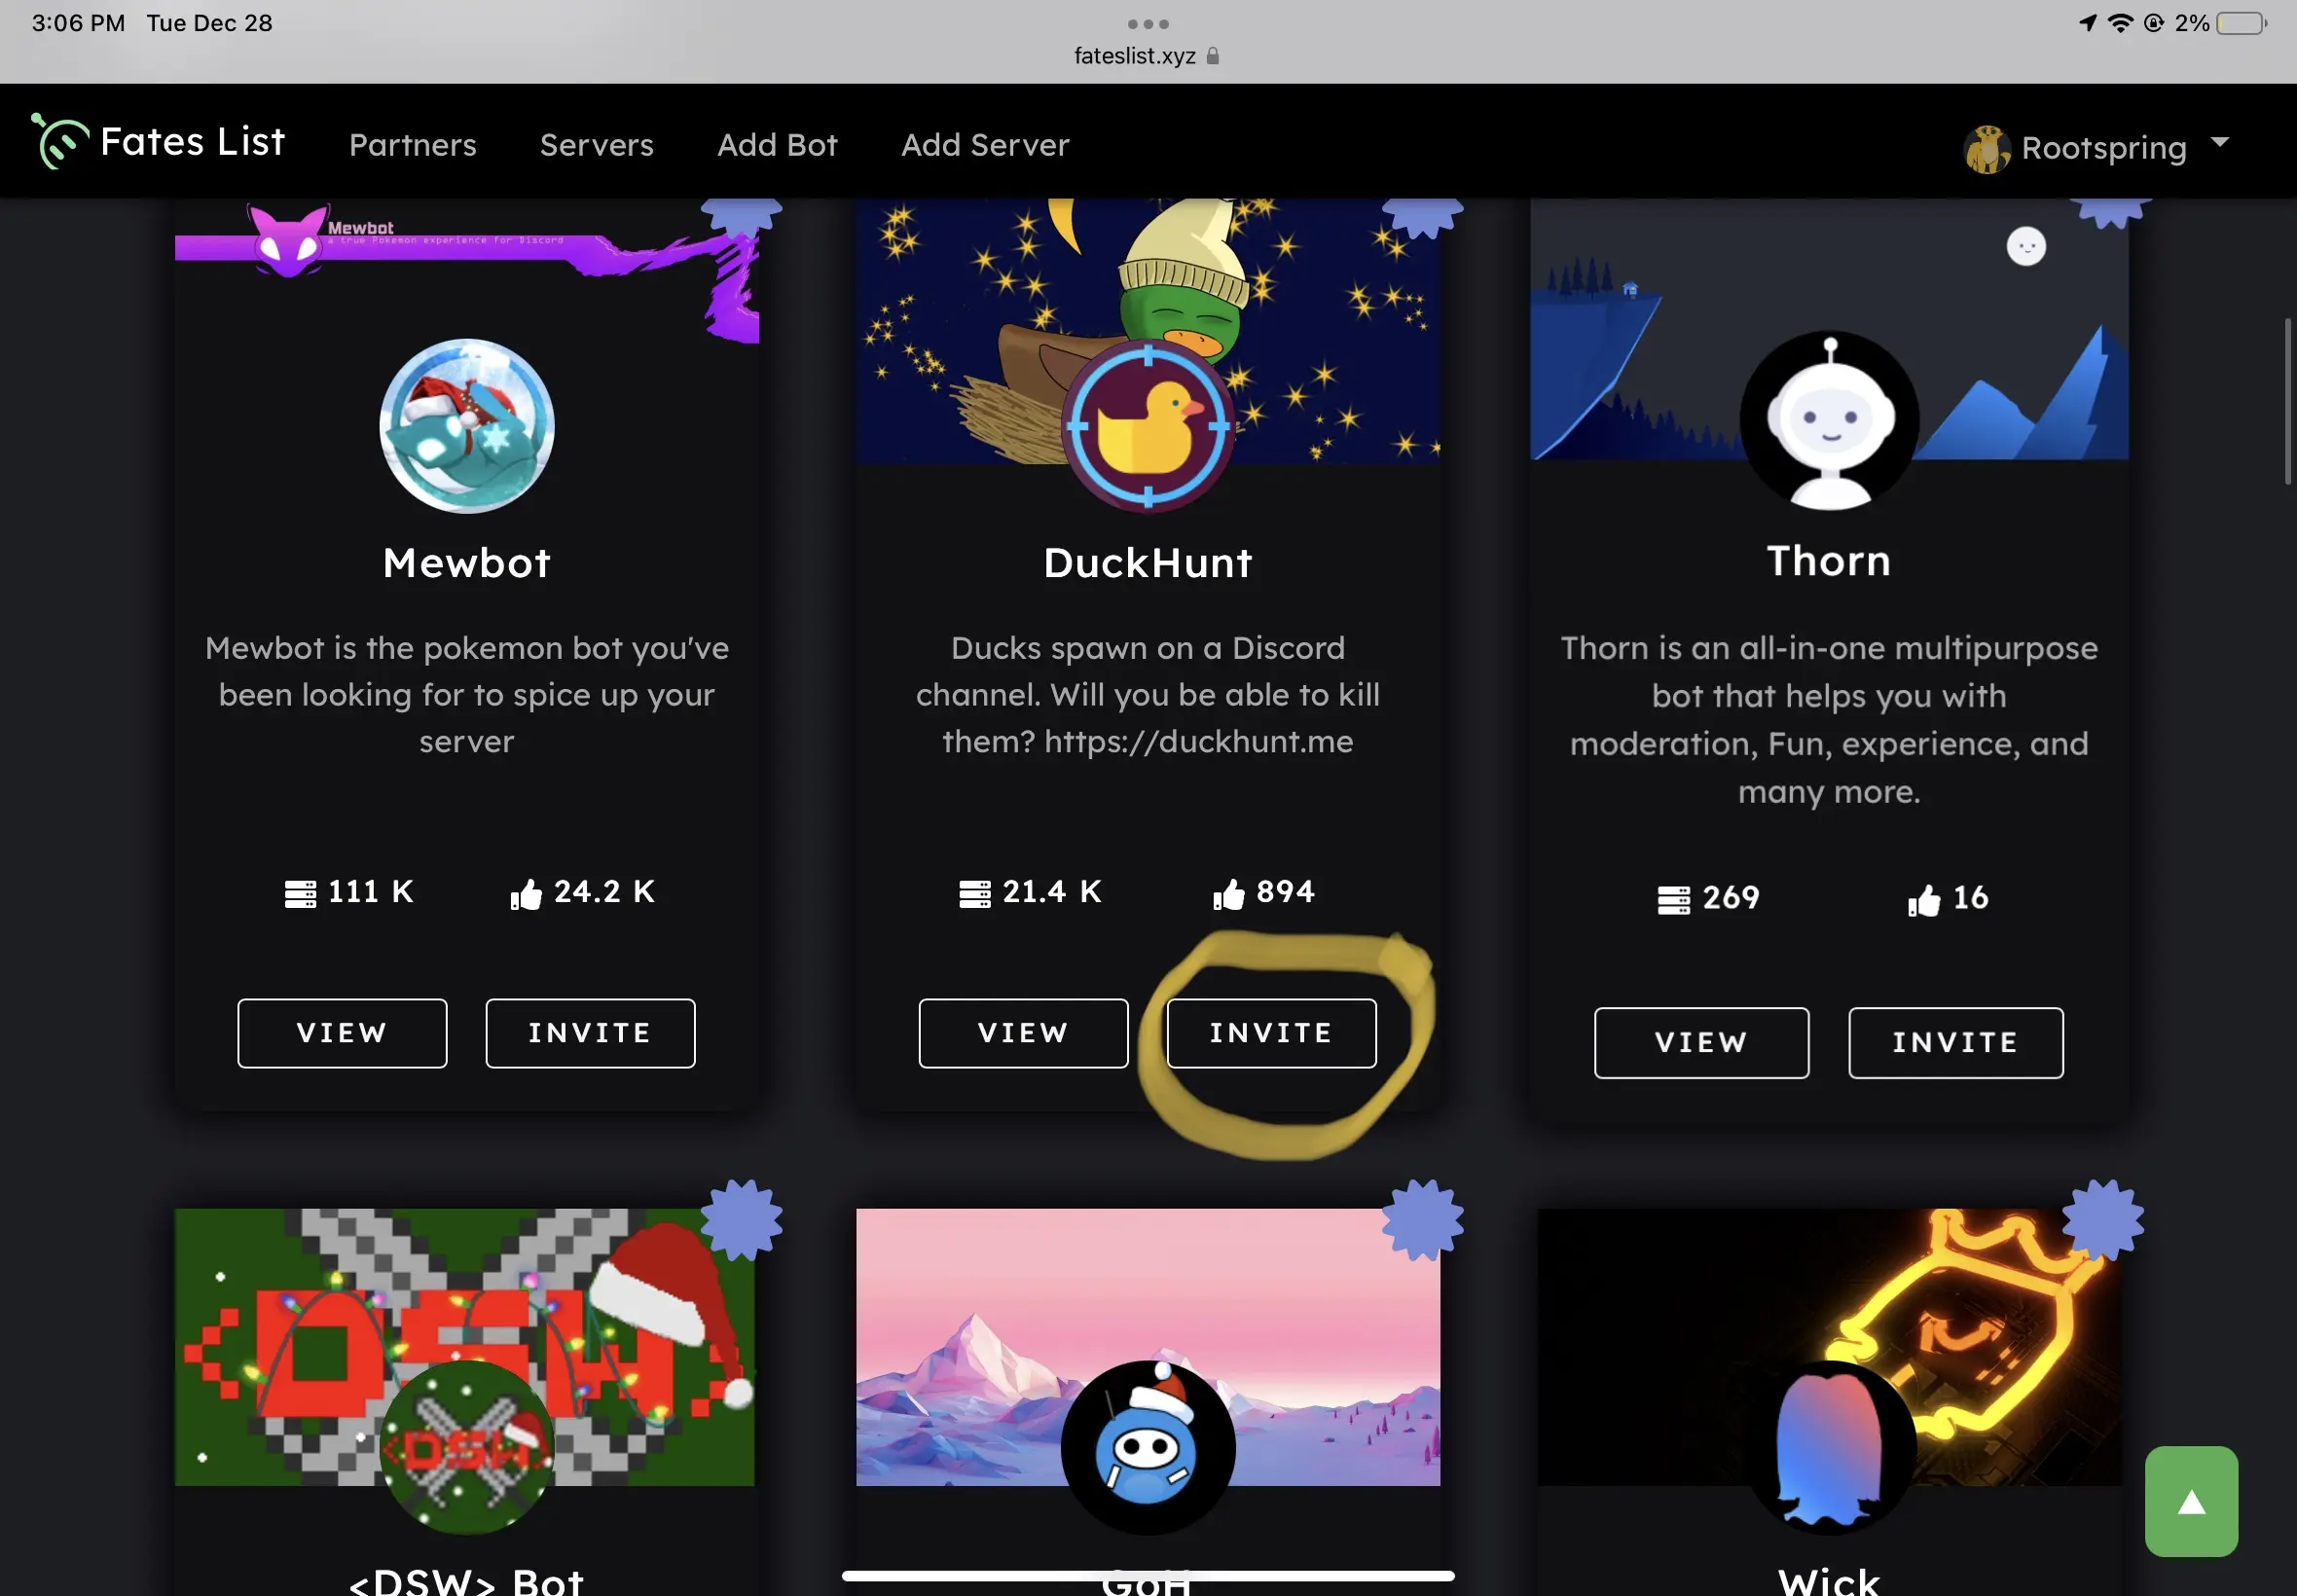 3:06 PM Tue Dec 28
2%
fateslist.xyz
Fates List
Partners
Servers
Add Bot
Add Server
Rootspring
Mewbot
a true Pokemon experience for Discord
Mewbot
Mewbot is the pokemon bot you've
been looking for to spice up your
server
111 K
24.2 K
VIEW
INVITE
DuckHunt
Ducks spawn on a Discord
channel. Will you be able to kill
them? https://duckhunt.me
21.4 K
894
VIEW
INVITE
Thorn
Thorn is an all-in-one multipurpose
bot that helps you with
moderation, Fun, experience, and
many more.
269
16
VIEW
INVITE
<DSW>
<DSW>
<DSW> Bot
GoH
Wick